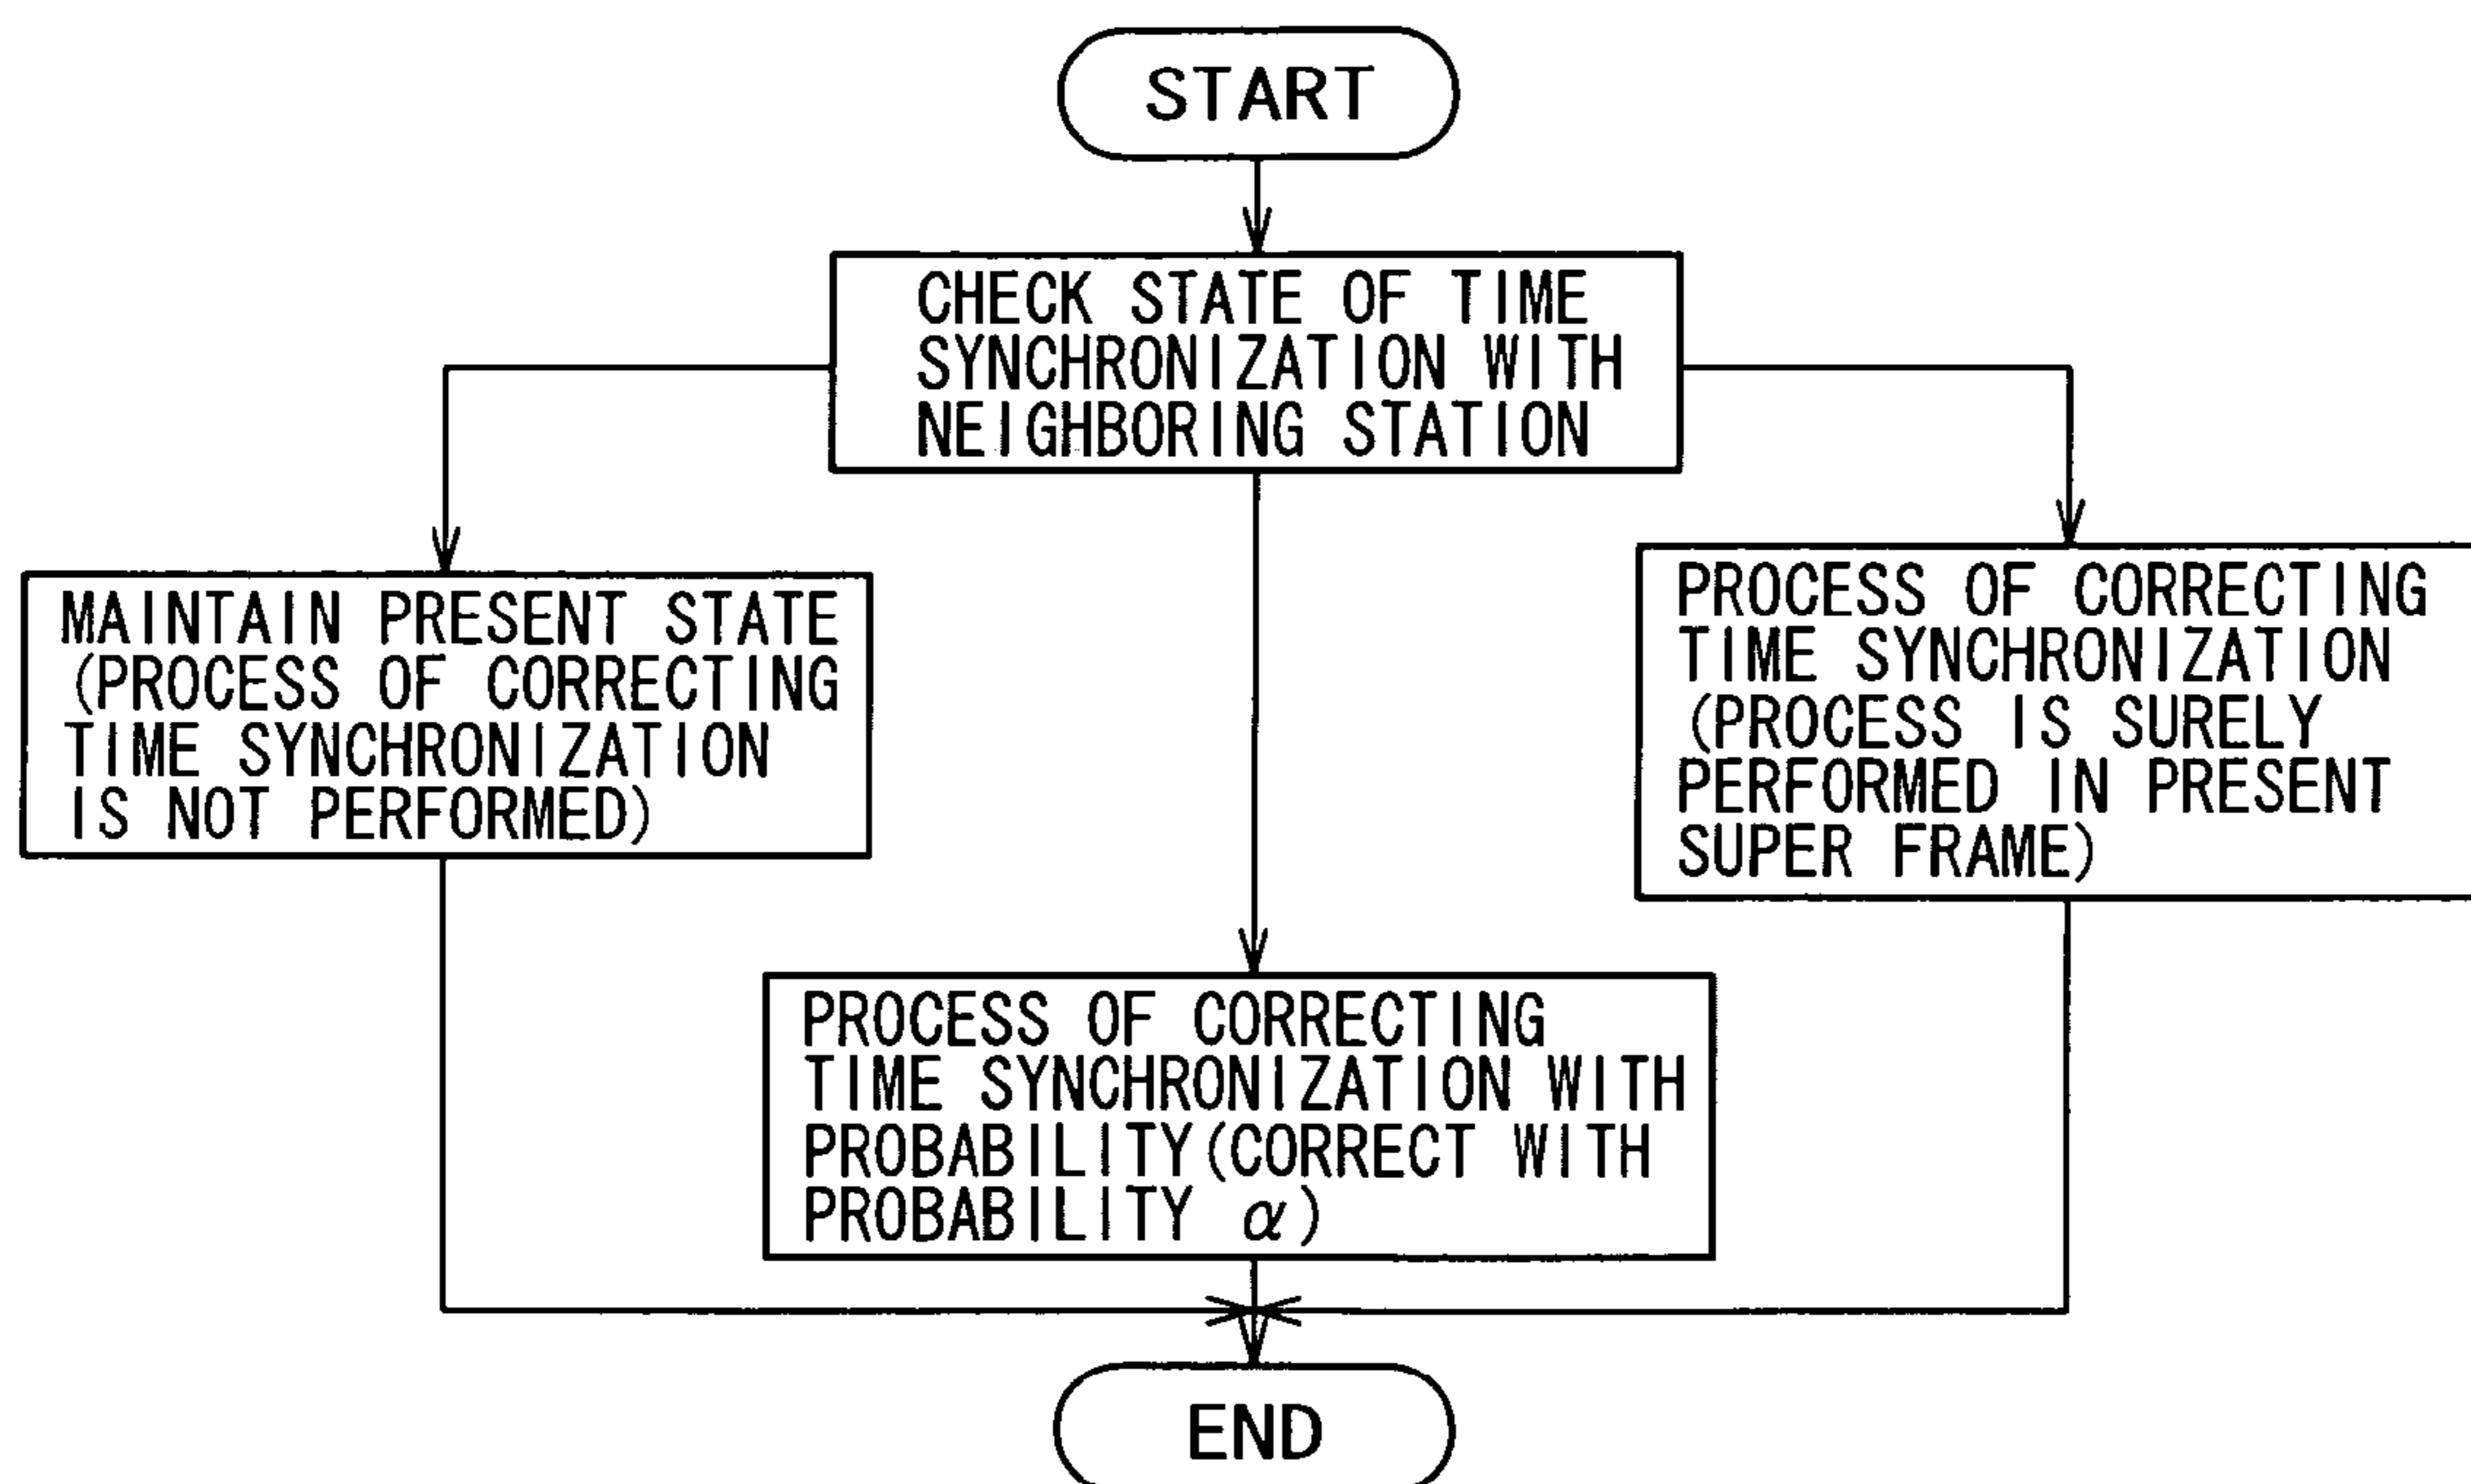 START
CHECK STATE OF TIME
SYNCHRONIZATION WITH
NEIGHBORING STATION
MAINTAIN PRESENT STATE
(PROCESS OF CORRECTING
TIME SYNCHRONIZATION
IS NOT PERFORMED)
PROCESS OF CORRECTING
TIME SYNCHRONIZATION
(PROCESS IS SURELY
PERFORMED IN PRESENT
SUPER FRAME)
PROCESS OF CORRECTING
TIME SYNCHRONIZATION WITH
PROBABILITY(CORRECT WITH
PROBABILITY α)
END